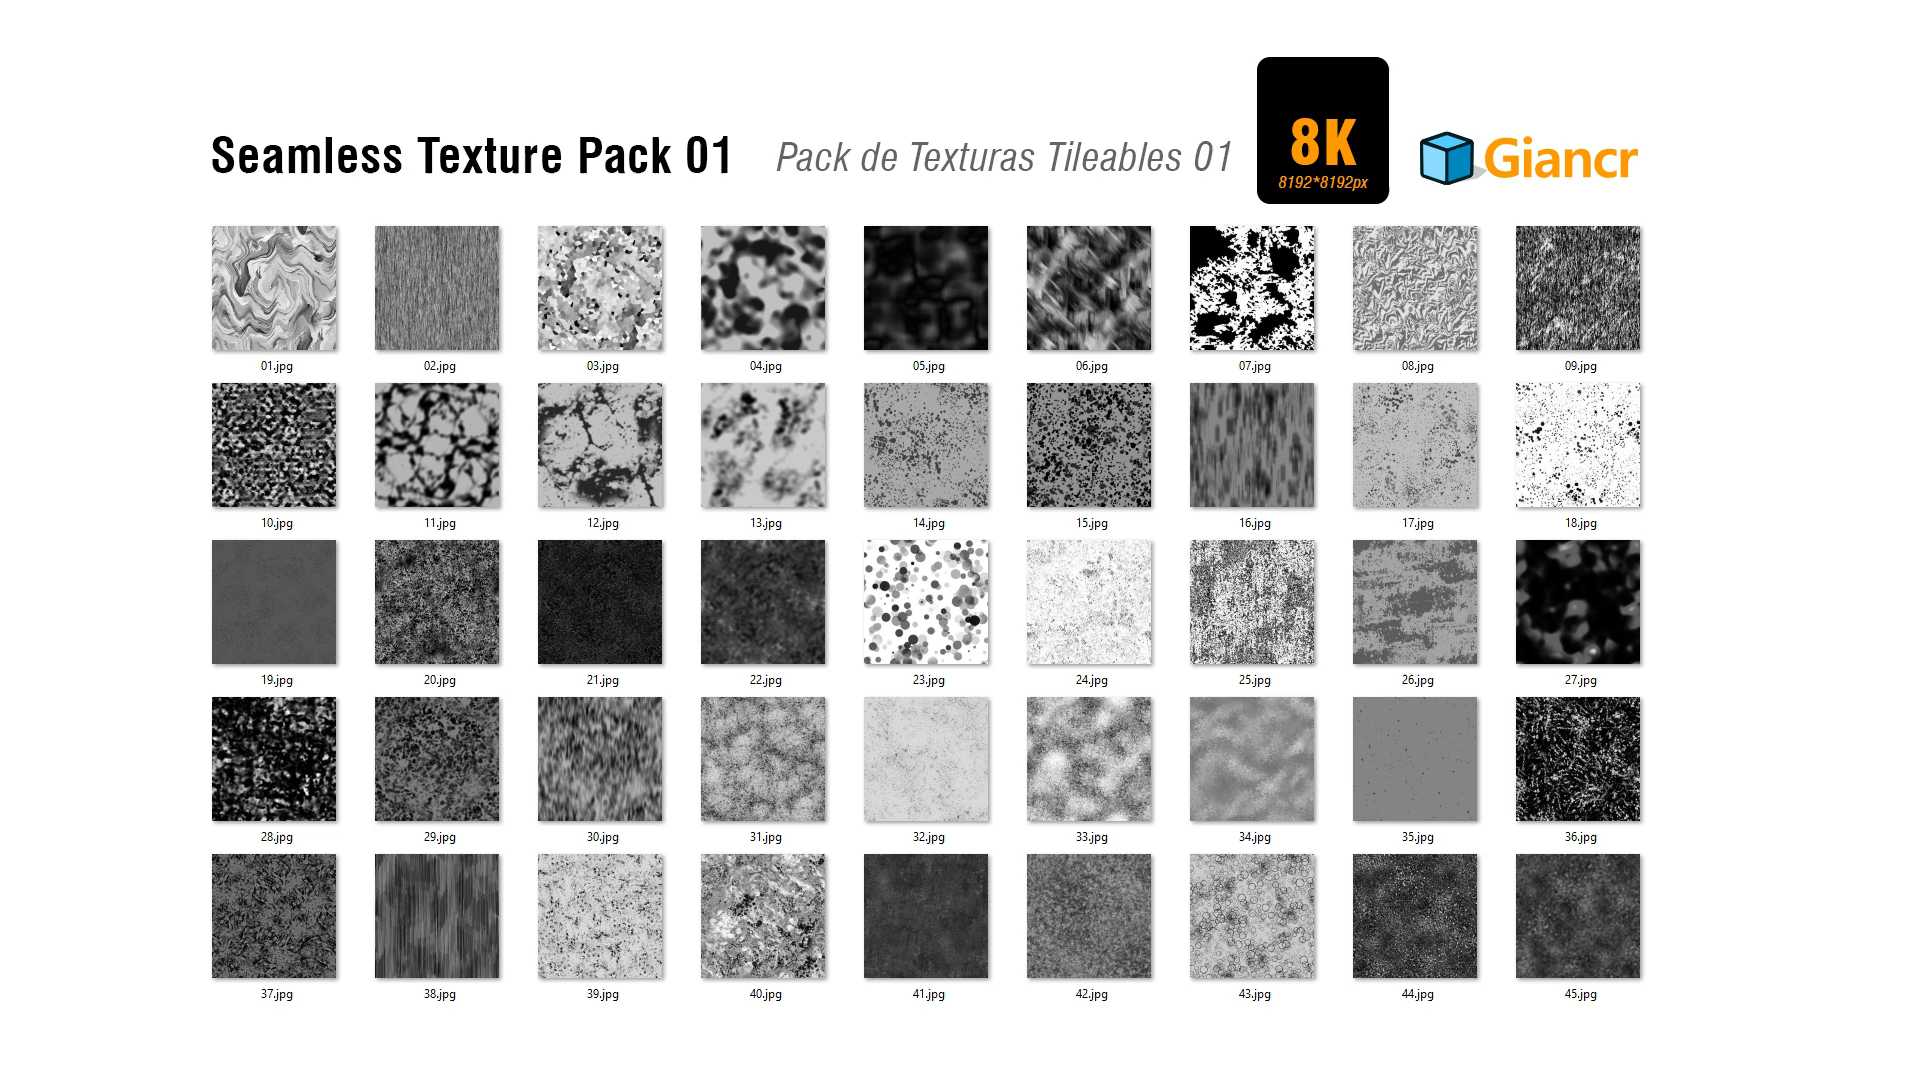 Seamless Texture Pack 01
Pack de Texturas Tileables 01
8K
8192*8192px
Giancr
01.jpg
02.jpg
03.jpg
04.jpg
05.jpg
06.jpg
07.jpg
08.jpg
09.jpg
10.jpg
11.jpg
12.jpg
13.jpg
14.jpg
15.jpg
16.jpg
17.jpg
18.jpg
19.jpg
20.jpg
21.jpg
22.jpg
23.jpg
24.jpg
25.jpg
26.jpg
27.jpg
28.jpg
29.jpg
30.jpg
31.jpg
32.jpg
33.jpg
34.jpg
35.jpg
36.jpg
37.jpg
38.jpg
39.jpg
40.jpg
41.jpg
42.jpg
43.jpg
44.jpg
45.jpg